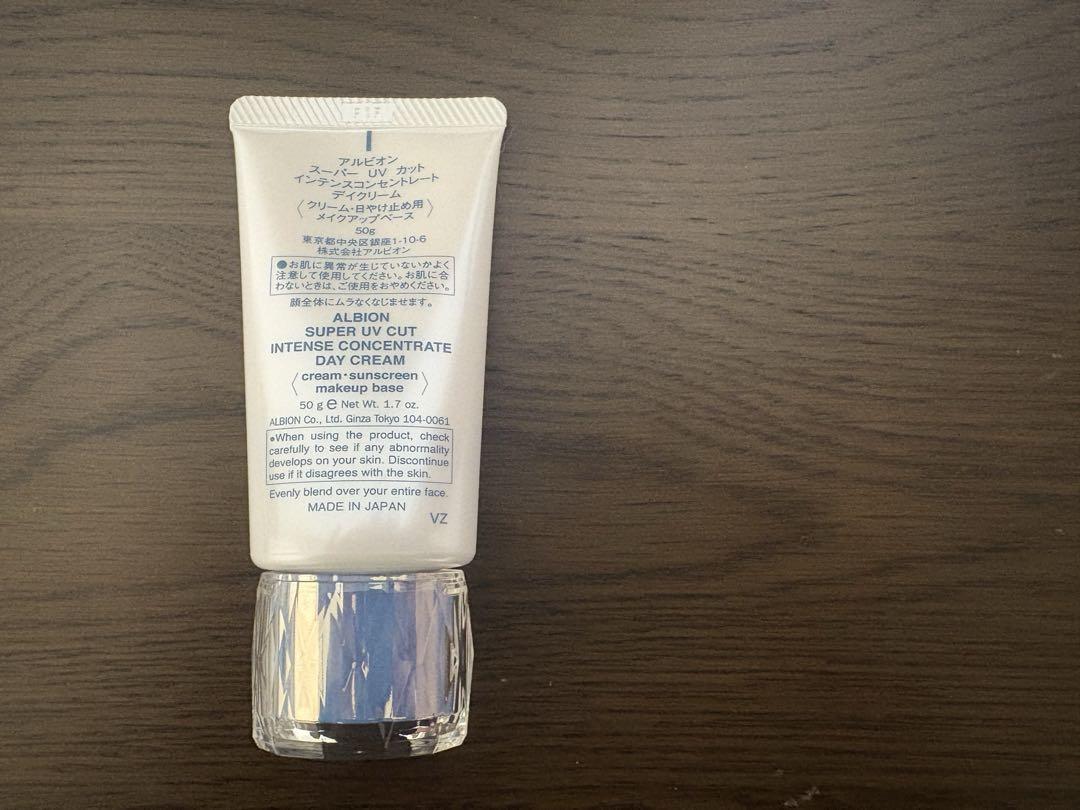 アルビオン
スーパー UV カット
インテンスコンセントレート
デイクリーム
〈クリーム・日やけ止め用
メイクアップベース〉
50g
東京都中央区銀座1-10-6
株式会社アルビオン
●お肌に異常が生じていないかよく
注意して使用してください。お肌に合
わないときは、ご使用をおやめください。
顔全体にムラなくなじませます。
ALBION
SUPER UV CUT
INTENSE CONCENTRATE
DAY CREAM
〈cream・sunscreen
makeup base〉
50 g ℮ Net Wt. 1.7 oz.
ALBION Co., Ltd. Ginza Tokyo 104-0061
●When using the product, check
carefully to see if any abnormality
develops on your skin. Discontinue
use if it disagrees with the skin.
Evenly blend over your entire face.
MADE IN JAPAN
VZ